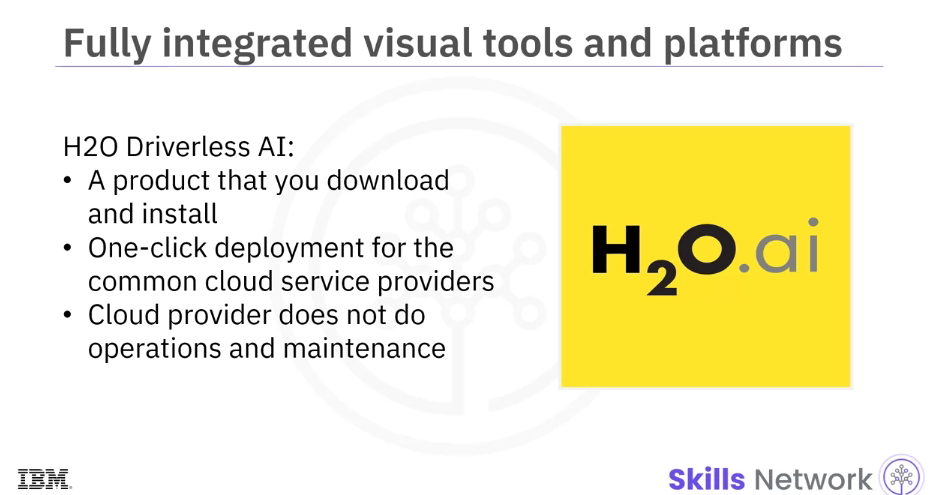 Fully integrated visual tools and platforms
H2O Driverless AI:
• A product that you download
and install
• One-click deployment for the
common cloud service providers
• Cloud provider does not do
operations and maintenance
H2O.ai
IBM
Skills Network